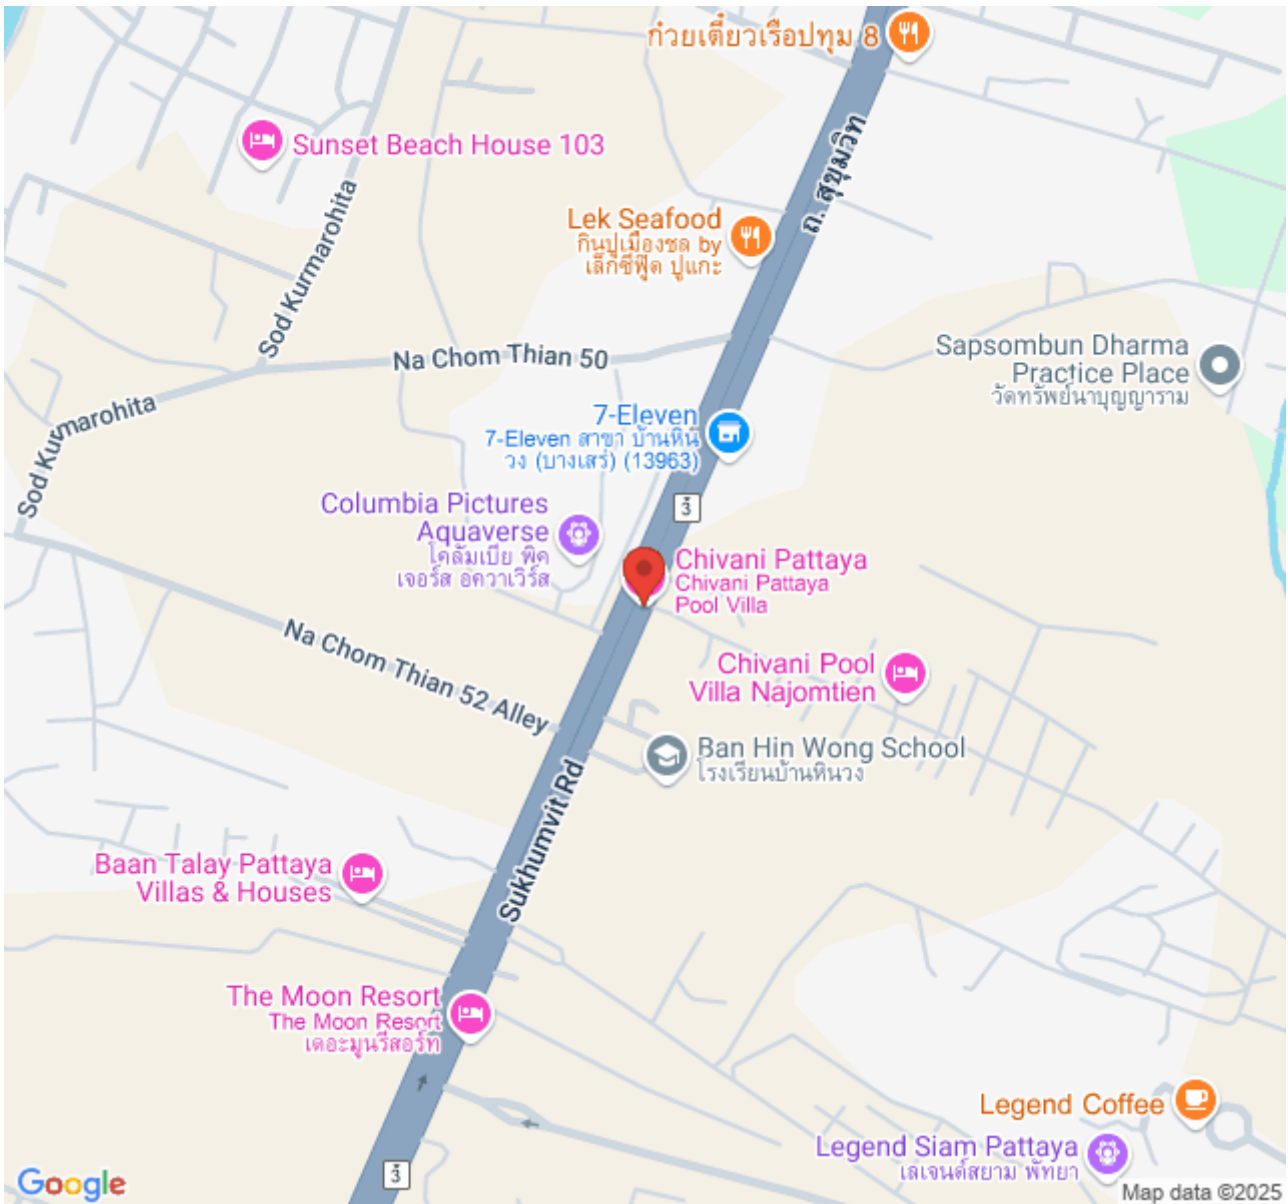 ก๋วยเตี๋ยวเรือปทุม 8
Sunset Beach House 103
ถ. สุขุมวิท
Sod Kurmarohita
Lek Seafood
กินปูเมืองชล by
เล็กซีฟู้ด ปูแกะ
Na Chom Thian 50
Sapsombun Dharma
Practice Place
วัดทรัพย์นาบุญญาราม
Sod Kurmarohita
7-Eleven
7-Eleven สาขา บ้านหิน
วง (บางเสร่) (13963)
3
Columbia Pictures
Aquaverse
โคลัมเบีย พิค
เจอร์ส อควาเวิร์ส
Chivani Pattaya
Chivani Pattaya
Pool Villa
Na Chom Thian 52 Alley
Chivani Pool
Villa Najomtien
Ban Hin Wong School
โรงเรียนบ้านหินวง
Sukhumvit Rd
Baan Talay Pattaya
Villas & Houses
The Moon Resort
The Moon Resort
เดอะมูนรีสอร์ท
Legend Coffee
Legend Siam Pattaya
เลเจนด์สยาม พัทยา
3
Google
Map data ©2025